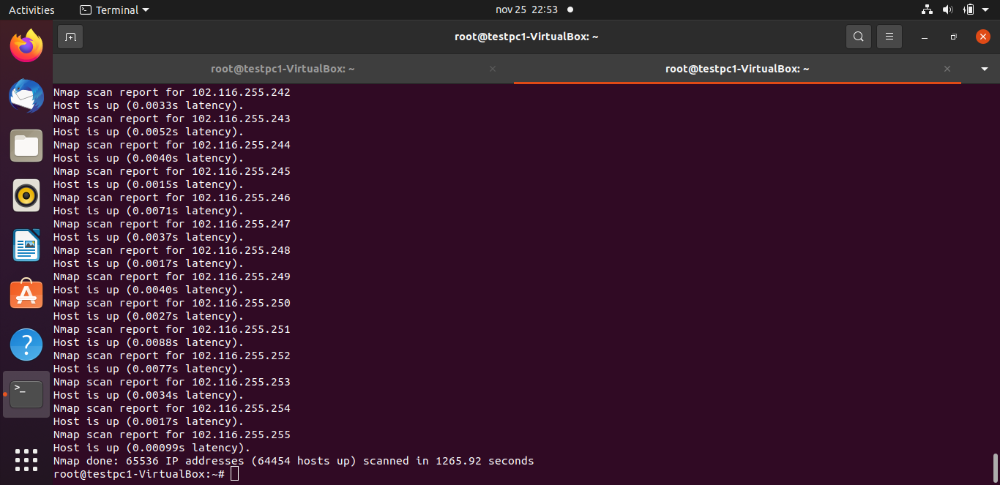 Activities Terminal nov 25 22:53
root@testpc1-VirtualBox: ~
root@testpc1-VirtualBox: ~ root@testpc1-VirtualBox: ~
Nmap scan report for 102.116.255.242
Host is up (0.0033s latency).
Nmap scan report for 102.116.255.243
Host is up (0.0052s latency).
Nmap scan report for 102.116.255.244
Host is up (0.0040s latency).
Nmap scan report for 102.116.255.245
Host is up (0.0015s latency).
Nmap scan report for 102.116.255.246
Host is up (0.0071s latency).
Nmap scan report for 102.116.255.247
Host is up (0.0037s latency).
Nmap scan report for 102.116.255.248
Host is up (0.0017s latency).
Nmap scan report for 102.116.255.249
Host is up (0.0040s latency).
Nmap scan report for 102.116.255.250
Host is up (0.0027s latency).
Nmap scan report for 102.116.255.251
Host is up (0.0088s latency).
Nmap scan report for 102.116.255.252
Host is up (0.0077s latency).
Nmap scan report for 102.116.255.253
Host is up (0.0034s latency).
Nmap scan report for 102.116.255.254
Host is up (0.0017s latency).
Nmap scan report for 102.116.255.255
Host is up (0.00099s latency).
Nmap done: 65536 IP addresses (64454 hosts up) scanned in 1265.92 seconds
root@testpc1-VirtualBox:~#